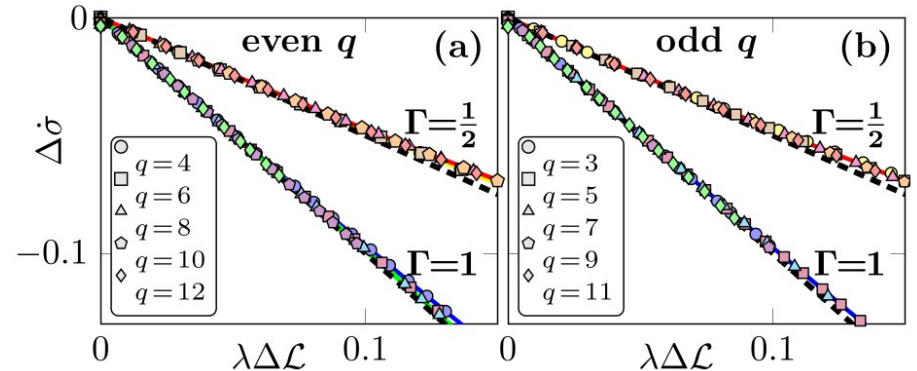 even q
(a)
odd q
(b)
0
−0.1
Δσ̇
Γ=1/2
Γ=1
q=4
q=6
q=8
q=10
q=12
0
0.1
λΔℒ
Γ=1/2
Γ=1
q=3
q=5
q=7
q=9
q=11
0
0.1
λΔℒ